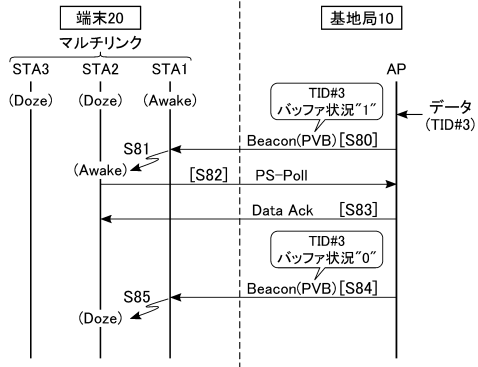 端末20
基地局10
マルチリンク
STA3 STA2 STA1 AP
(Doze) (Doze) (Awake)
TID#3
バッファ状況"1"
データ
(TID#3)
Beacon(PVB)[S80]
S81
(Awake)
[S82] PS-Poll
Data Ack [S83]
TID#3
バッファ状況"0"
Beacon(PVB)[S84]
S85
(Doze)